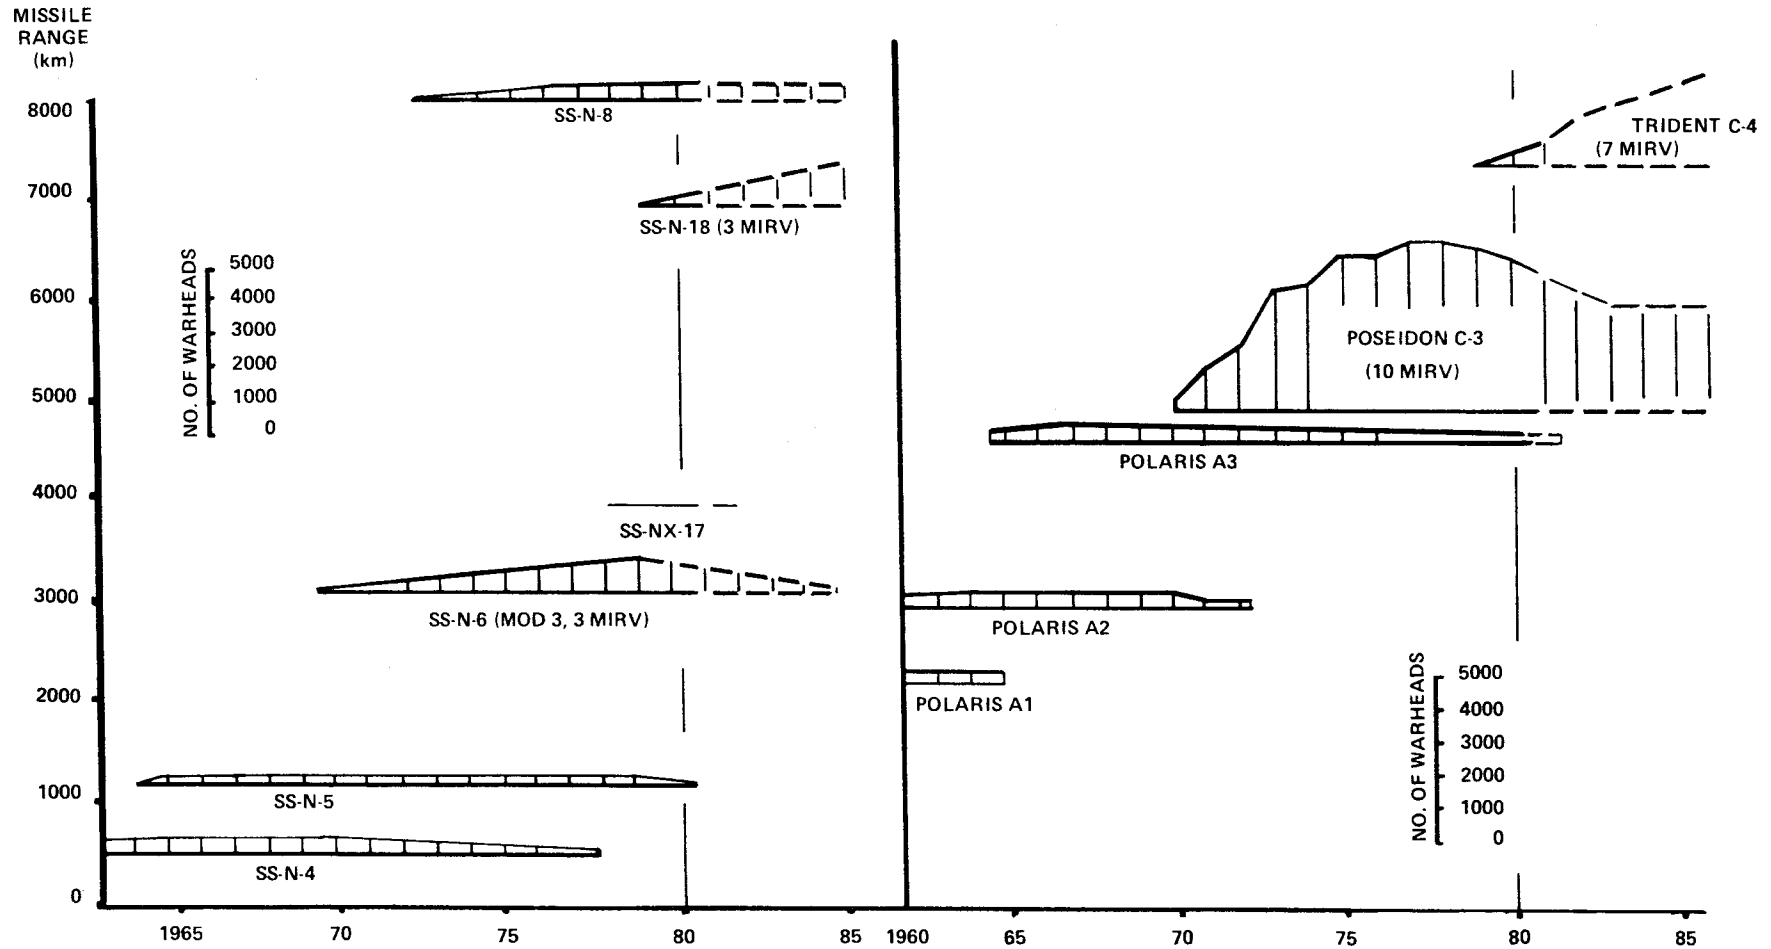 MISSILE
RANGE
(km)
8000
7000
6000
5000
4000
3000
2000
1000
0
SS-N-8
SS-N-18 (3 MIRV)
NO. OF WARHEADS
5000
4000
3000
2000
1000
0
SS-NX-17
SS-N-6 (MOD 3, 3 MIRV)
SS-N-5
SS-N-4
1965 70 75 80 85
TRIDENT C-4
(7 MIRV)
POSEIDON C-3
(10 MIRV)
POLARIS A3
POLARIS A2
POLARIS A1
NO. OF WARHEADS
5000
4000
3000
2000
1000
0
1960 65 70 75 80 85